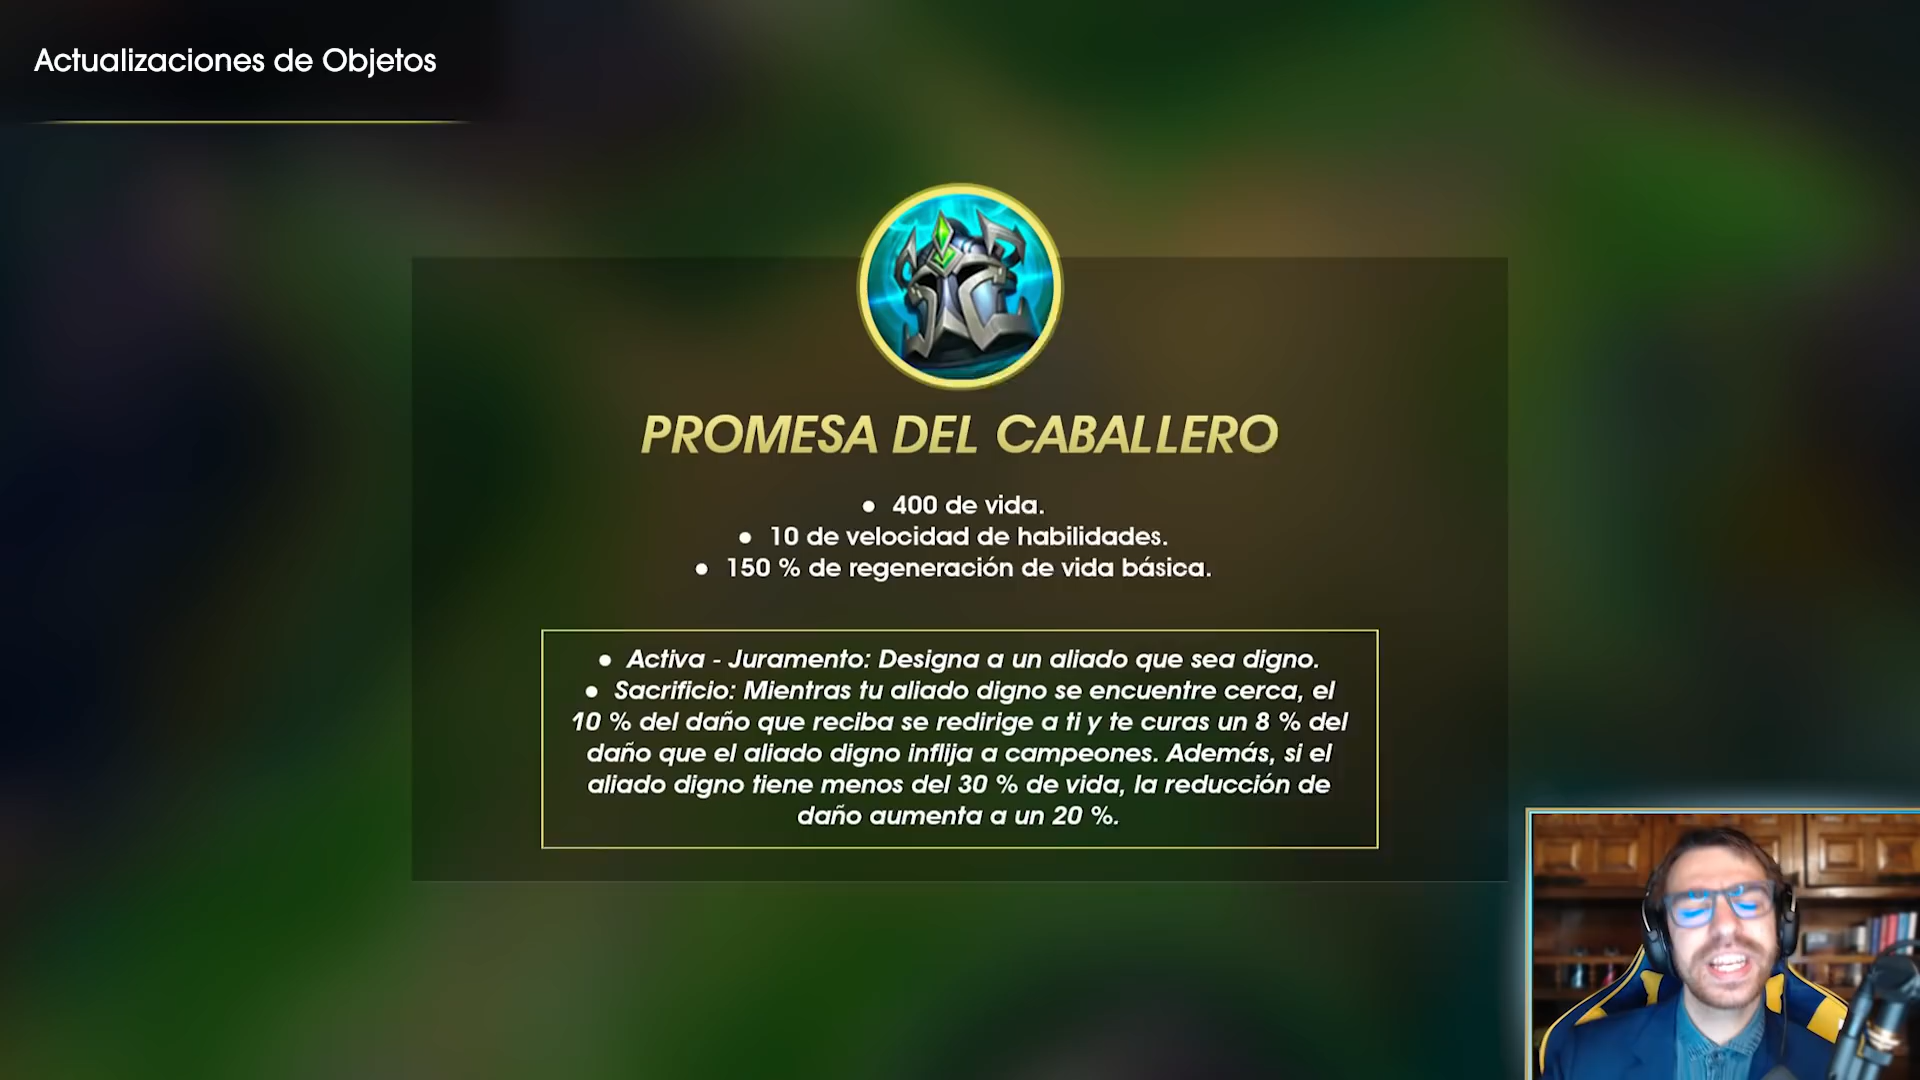 Actualizaciones de Objetos
PROMESA DEL CABALLERO
● 400 de vida.
● 10 de velocidad de habilidades.
● 150 % de regeneración de vida básica.
● Activa - Juramento: Designa a un aliado que sea digno.
● Sacrificio: Mientras tu aliado digno se encuentre cerca, el
10 % del daño que reciba se redirige a ti y te curas un 8 % del
daño que el aliado digno inflija a campeones. Además, si el
aliado digno tiene menos del 30 % de vida, la reducción de
daño aumenta a un 20 %.